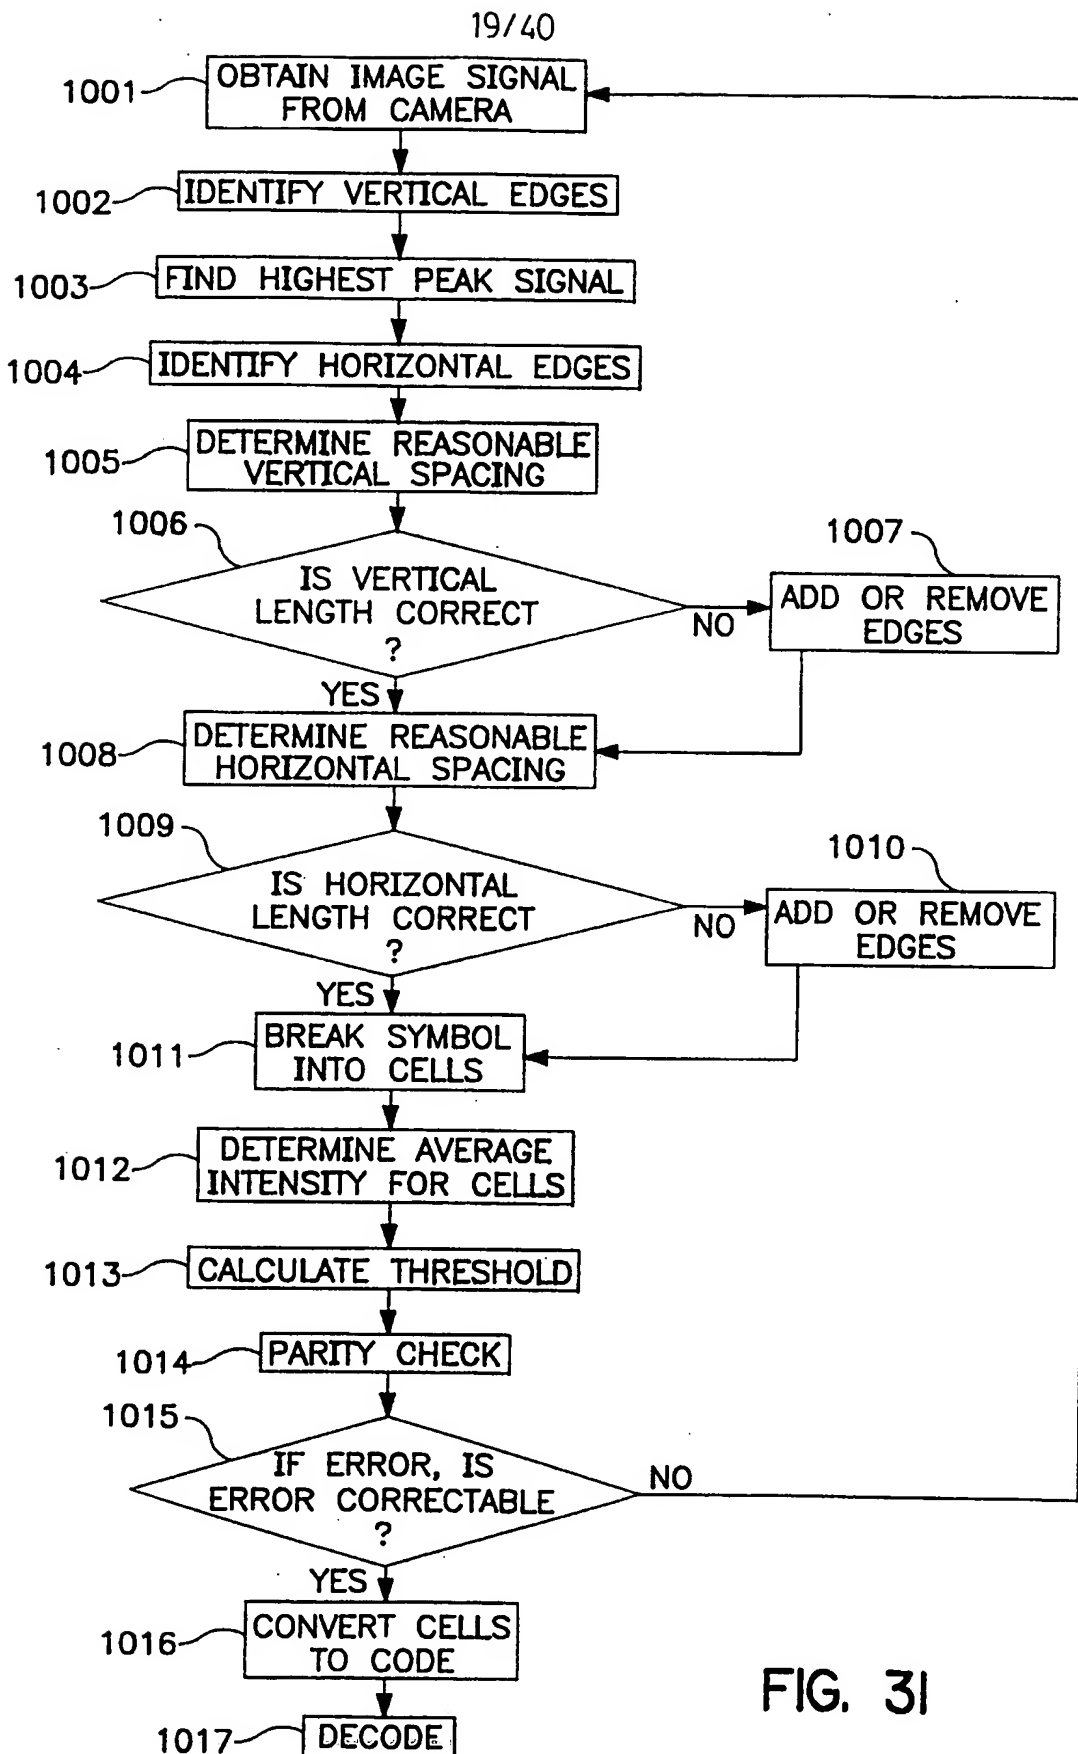 19/40
1001
OBTAIN IMAGE SIGNAL
FROM CAMERA
1002
IDENTIFY VERTICAL EDGES
1003
FIND HIGHEST PEAK SIGNAL
1004
IDENTIFY HORIZONTAL EDGES
1005
DETERMINE REASONABLE
VERTICAL SPACING
1006
IS VERTICAL
LENGTH CORRECT
?
NO
1007
ADD OR REMOVE
EDGES
YES
1008
DETERMINE REASONABLE
HORIZONTAL SPACING
1009
IS HORIZONTAL
LENGTH CORRECT
?
NO
1010
ADD OR REMOVE
EDGES
YES
1011
BREAK SYMBOL
INTO CELLS
1012
DETERMINE AVERAGE
INTENSITY FOR CELLS
1013
CALCULATE THRESHOLD
1014
PARITY CHECK
1015
IF ERROR, IS
ERROR CORRECTABLE
?
NO
YES
1016
CONVERT CELLS
TO CODE
1017
DECODE
FIG. 31